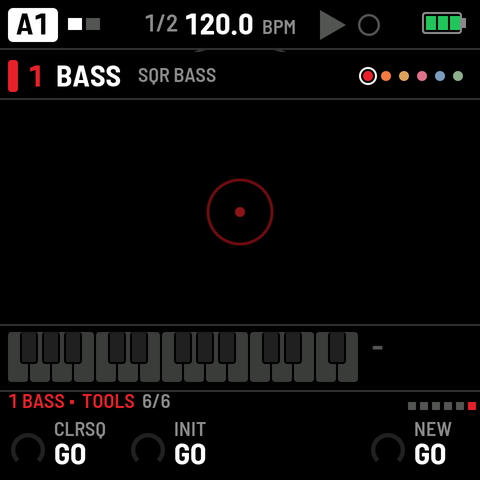 A1 1/2 120.0 BPM
1 BASS SQR BASS
-
1 BASS • TOOLS 6/6
CLRSQ INIT NEW
GO GO GO